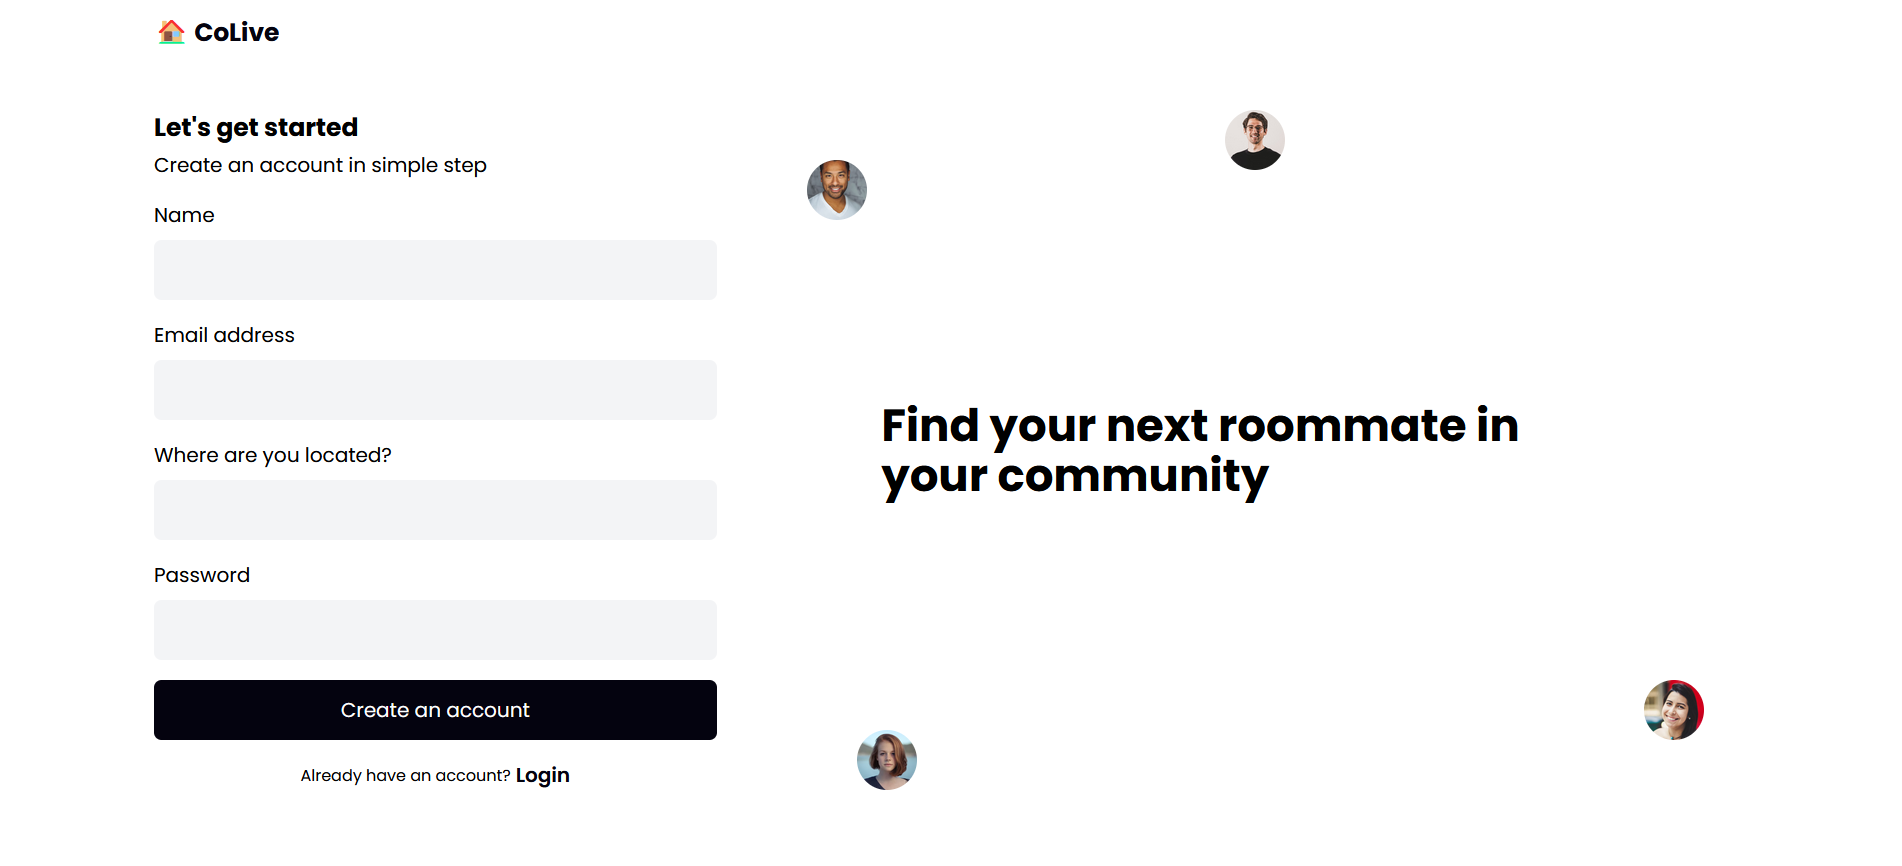 CoLive
Let's get started
Create an account in simple step
Name
Email address
Where are you located?
Password
Create an account
Already have an account? Login
Find your next roommate in
your community